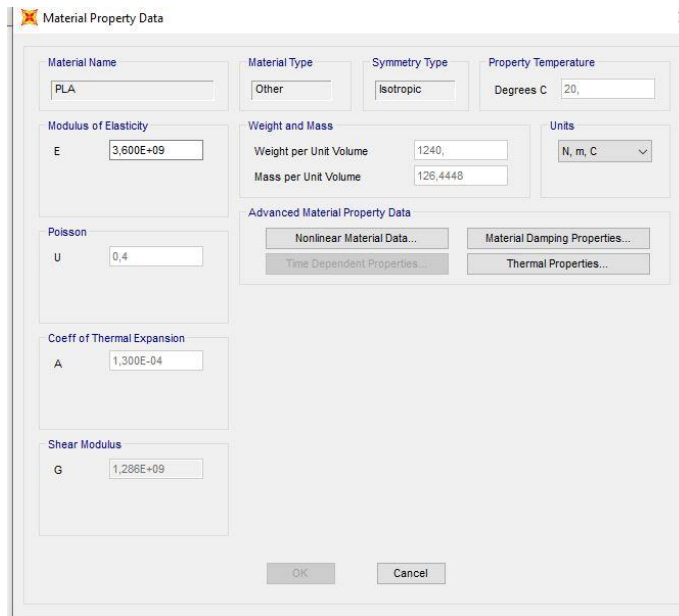 Material Property Data
Material Name
PLA
Material Type
Other
Symmetry Type
Isotropic
Property Temperature
Degrees C 20,
Modulus of Elasticity
E 3,600E+09
Weight and Mass
Weight per Unit Volume 1240,
Mass per Unit Volume 126,4448
Units
N, m, C
Poisson
U 0,4
Advanced Material Property Data
Nonlinear Material Data...
Material Damping Properties...
Time Dependent Properties...
Thermal Properties...
Coeff of Thermal Expansion
A 1,300E-04
Shear Modulus
G 1,286E+09
OK
Cancel